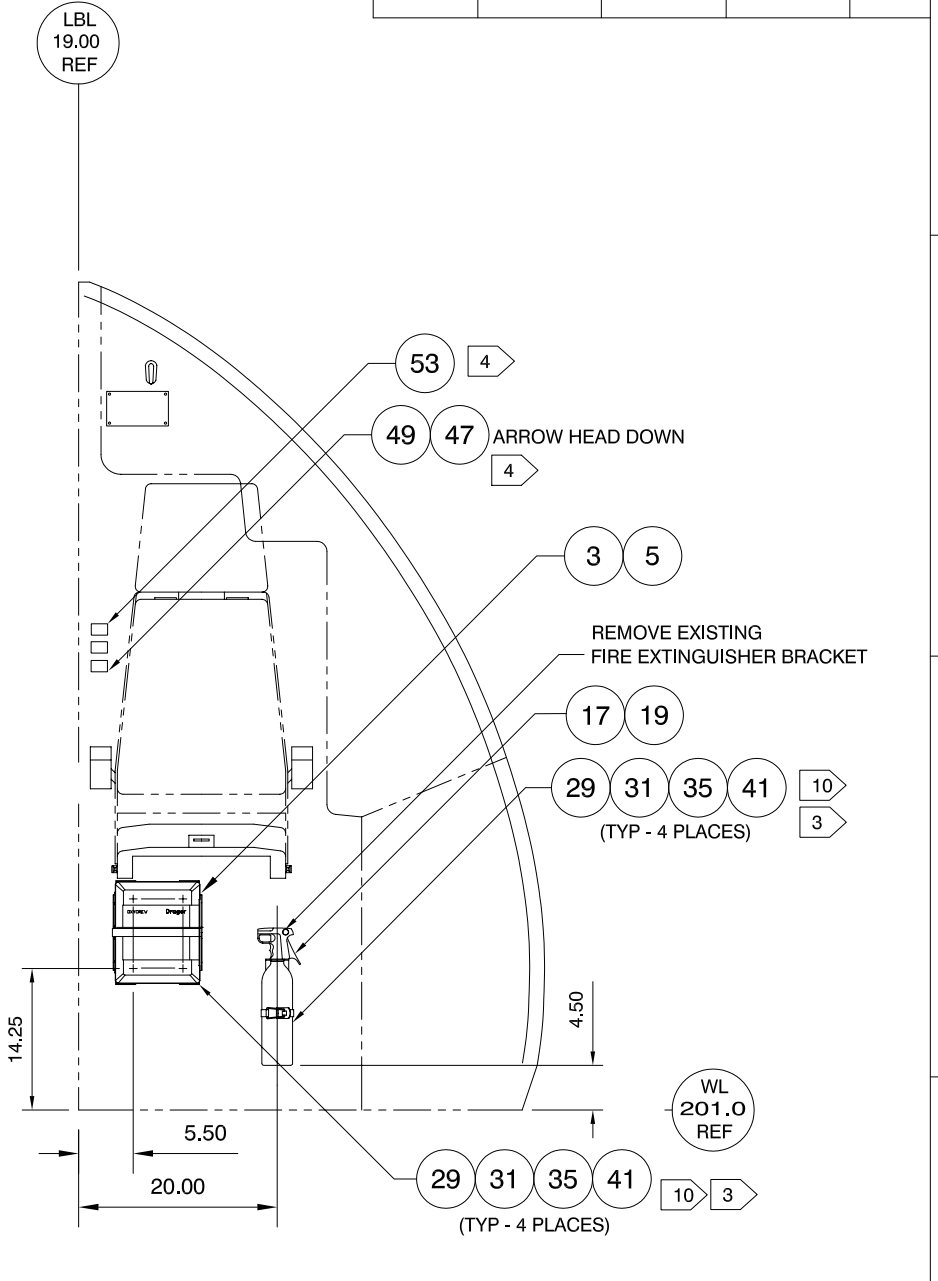 LBL
19.00
REF
53
4
49 47 ARROW HEAD DOWN
4
3 5
REMOVE EXISTING
FIRE EXTINGUISHER BRACKET
17 19
29 31 35 41 10
(TYP - 4 PLACES) 3
Drager
14.25
4.50
WL
201.0
REF
5.50
20.00
29 31 35 41 10 3
(TYP - 4 PLACES)